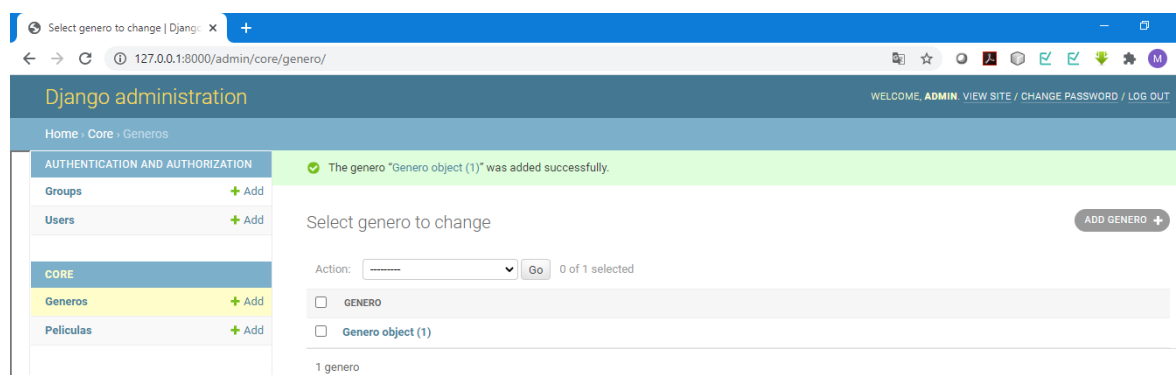 Select genero to change | Djang
127.0.0.1:8000/admin/core/genero/
M
Django administration
WELCOME, ADMIN. VIEW SITE / CHANGE PASSWORD / LOG OUT
Home › Core › Generos
AUTHENTICATION AND AUTHORIZATION
Groups + Add
Users + Add
CORE
Generos + Add
Peliculas + Add
The genero “Genero object (1)” was added successfully.
Select genero to change
ADD GENERO +
Action: --------- Go 0 of 1 selected
GENERO
Genero object (1)
1 genero